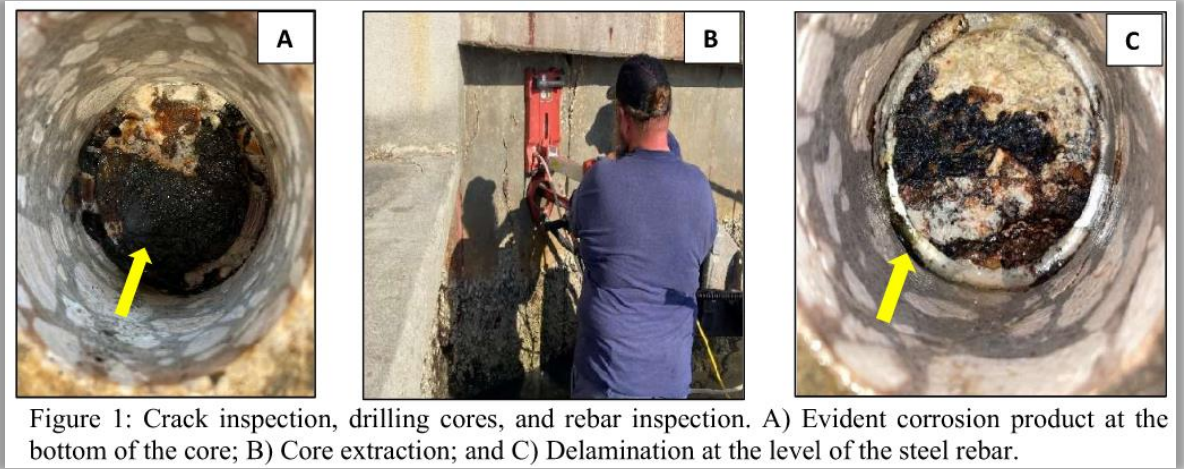 A
B
C
Figure 1: Crack inspection, drilling cores, and rebar inspection. A) Evident corrosion product at the
bottom of the core; B) Core extraction; and C) Delamination at the level of the steel rebar.